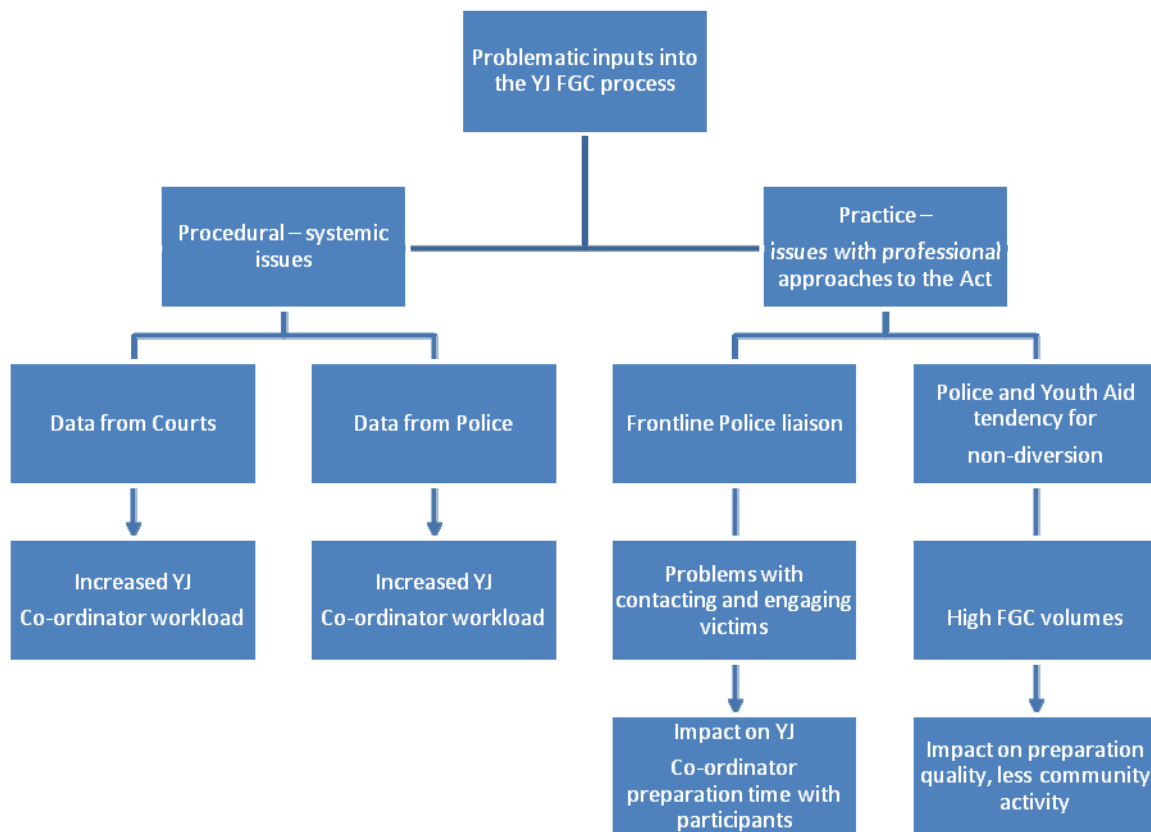 Problematic inputs into
the YJ FGC process
Procedural – systemic
issues
Practice –
issues with professional
approaches to the Act
Data from Courts
Data from Police
Frontline Police liaison
Police and Youth Aid
tendency for
non-diversion
Increased YJ
Co-ordinator workload
Increased YJ
Co-ordinator workload
Problems with
contacting and engaging
victims
High FGC volumes
Impact on YJ
Co-ordinator
preparation time with
participants
Impact on preparation
quality, less community
activity